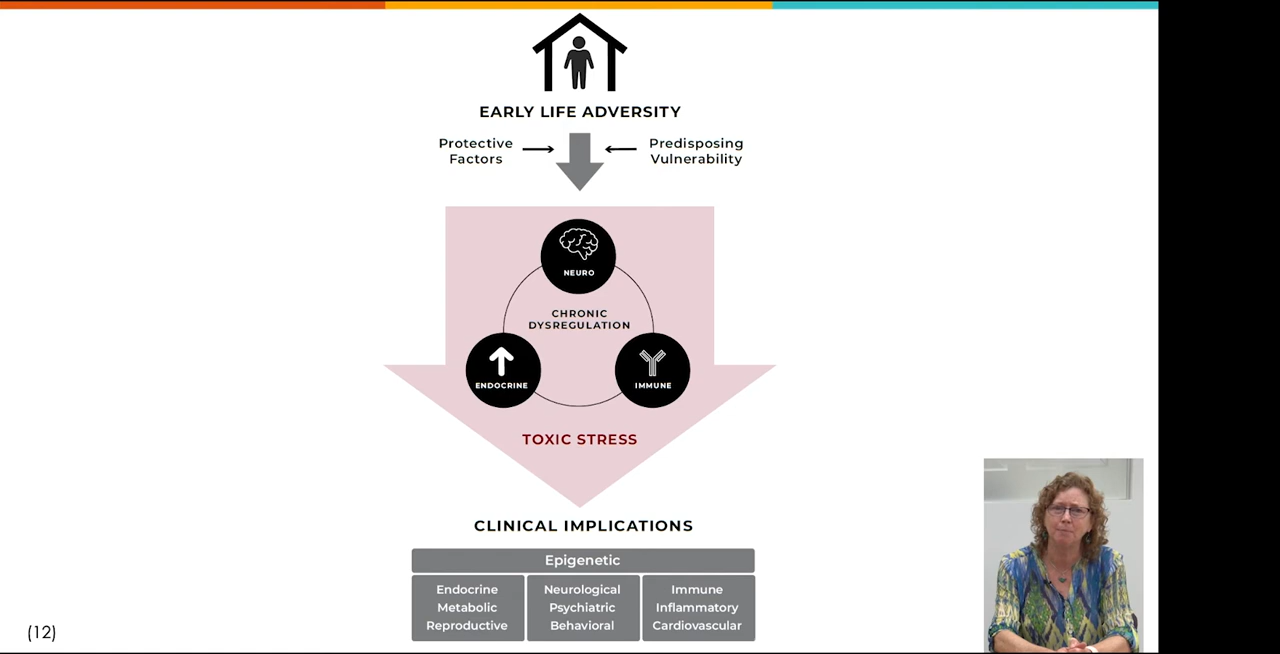 EARLY LIFE ADVERSITY
Protective
Factors
Predisposing
Vulnerability
NEURO
CHRONIC
DYSREGULATION
ENDOCRINE
IMMUNE
TOXIC STRESS
CLINICAL IMPLICATIONS
Epigenetic
Endocrine
Metabolic
Reproductive
Neurological
Psychiatric
Behavioral
Immune
Inflammatory
Cardiovascular
(12)